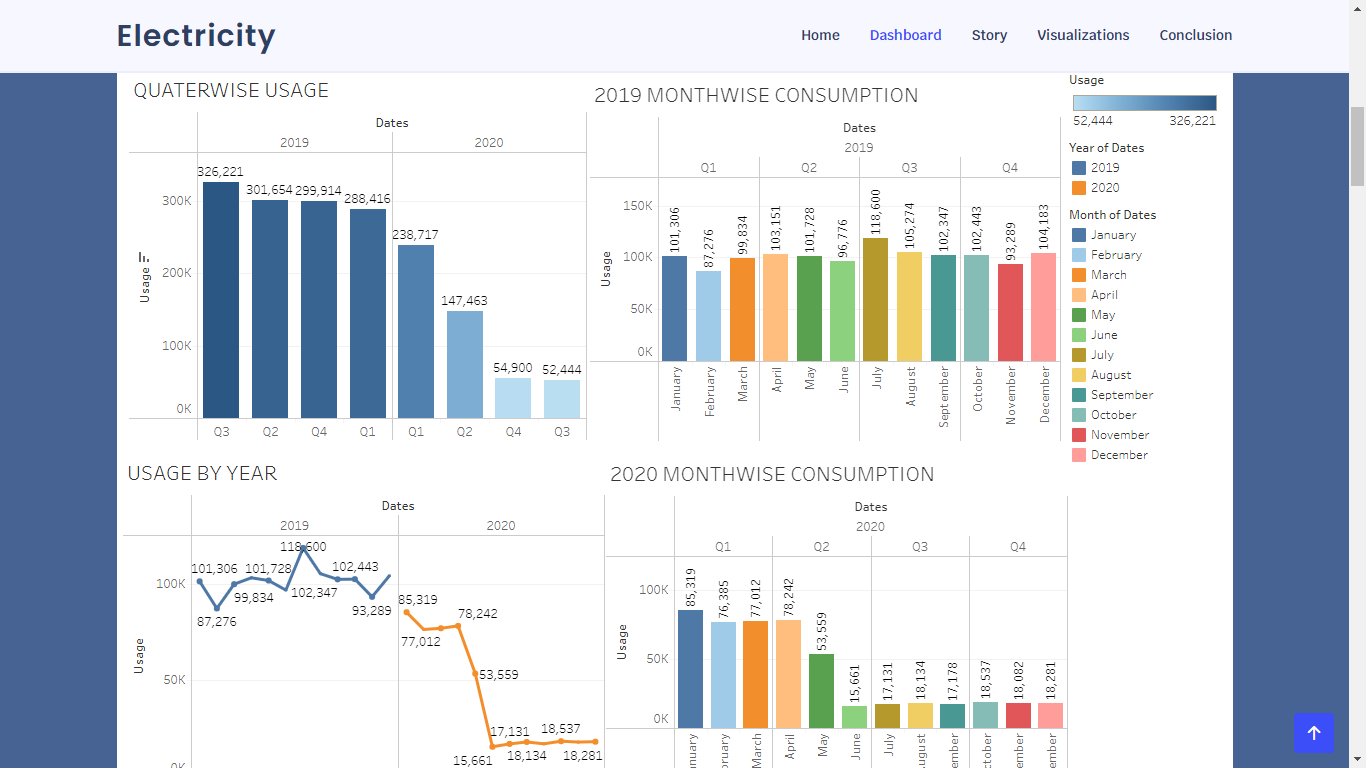 Electricity
Home Dashboard Story Visualizations Conclusion
QUATERWISE USAGE
Dates
2019 2020
326,221
301,654 299,914
288,416
238,717
147,463
54,900 52,444
300K
200K
100K
0K
Usage
Q3 Q2 Q4 Q1 Q1 Q2 Q4 Q3
2019 MONTHWISE CONSUMPTION
Dates
2019
Q1 Q2 Q3 Q4
150K
100K
50K
0K
Usage
101,306 87,276 99,834 103,151 101,728 96,776 118,600 105,274 102,347 102,443 93,289 104,183
January February March April May June July August September October November December
Usage
52,444 326,221
Year of Dates
2019
2020
Month of Dates
January
February
March
April
May
June
July
August
September
October
November
December
USAGE BY YEAR
Dates
2019 2020
118,600
101,306 101,728 102,443
99,834 102,347
87,276 93,289
85,319 78,242
77,012
53,559
17,131 18,537
15,661 18,134 18,281
100K
50K
0K
Usage
2020 MONTHWISE CONSUMPTION
Dates
2020
Q1 Q2 Q3 Q4
100K
50K
0K
Usage
85,319 76,385 77,012 78,242 53,559 15,661 17,131 18,134 17,178 18,537 18,082 18,281
nuary bruary March April May June July ugust ember ctober ember ember